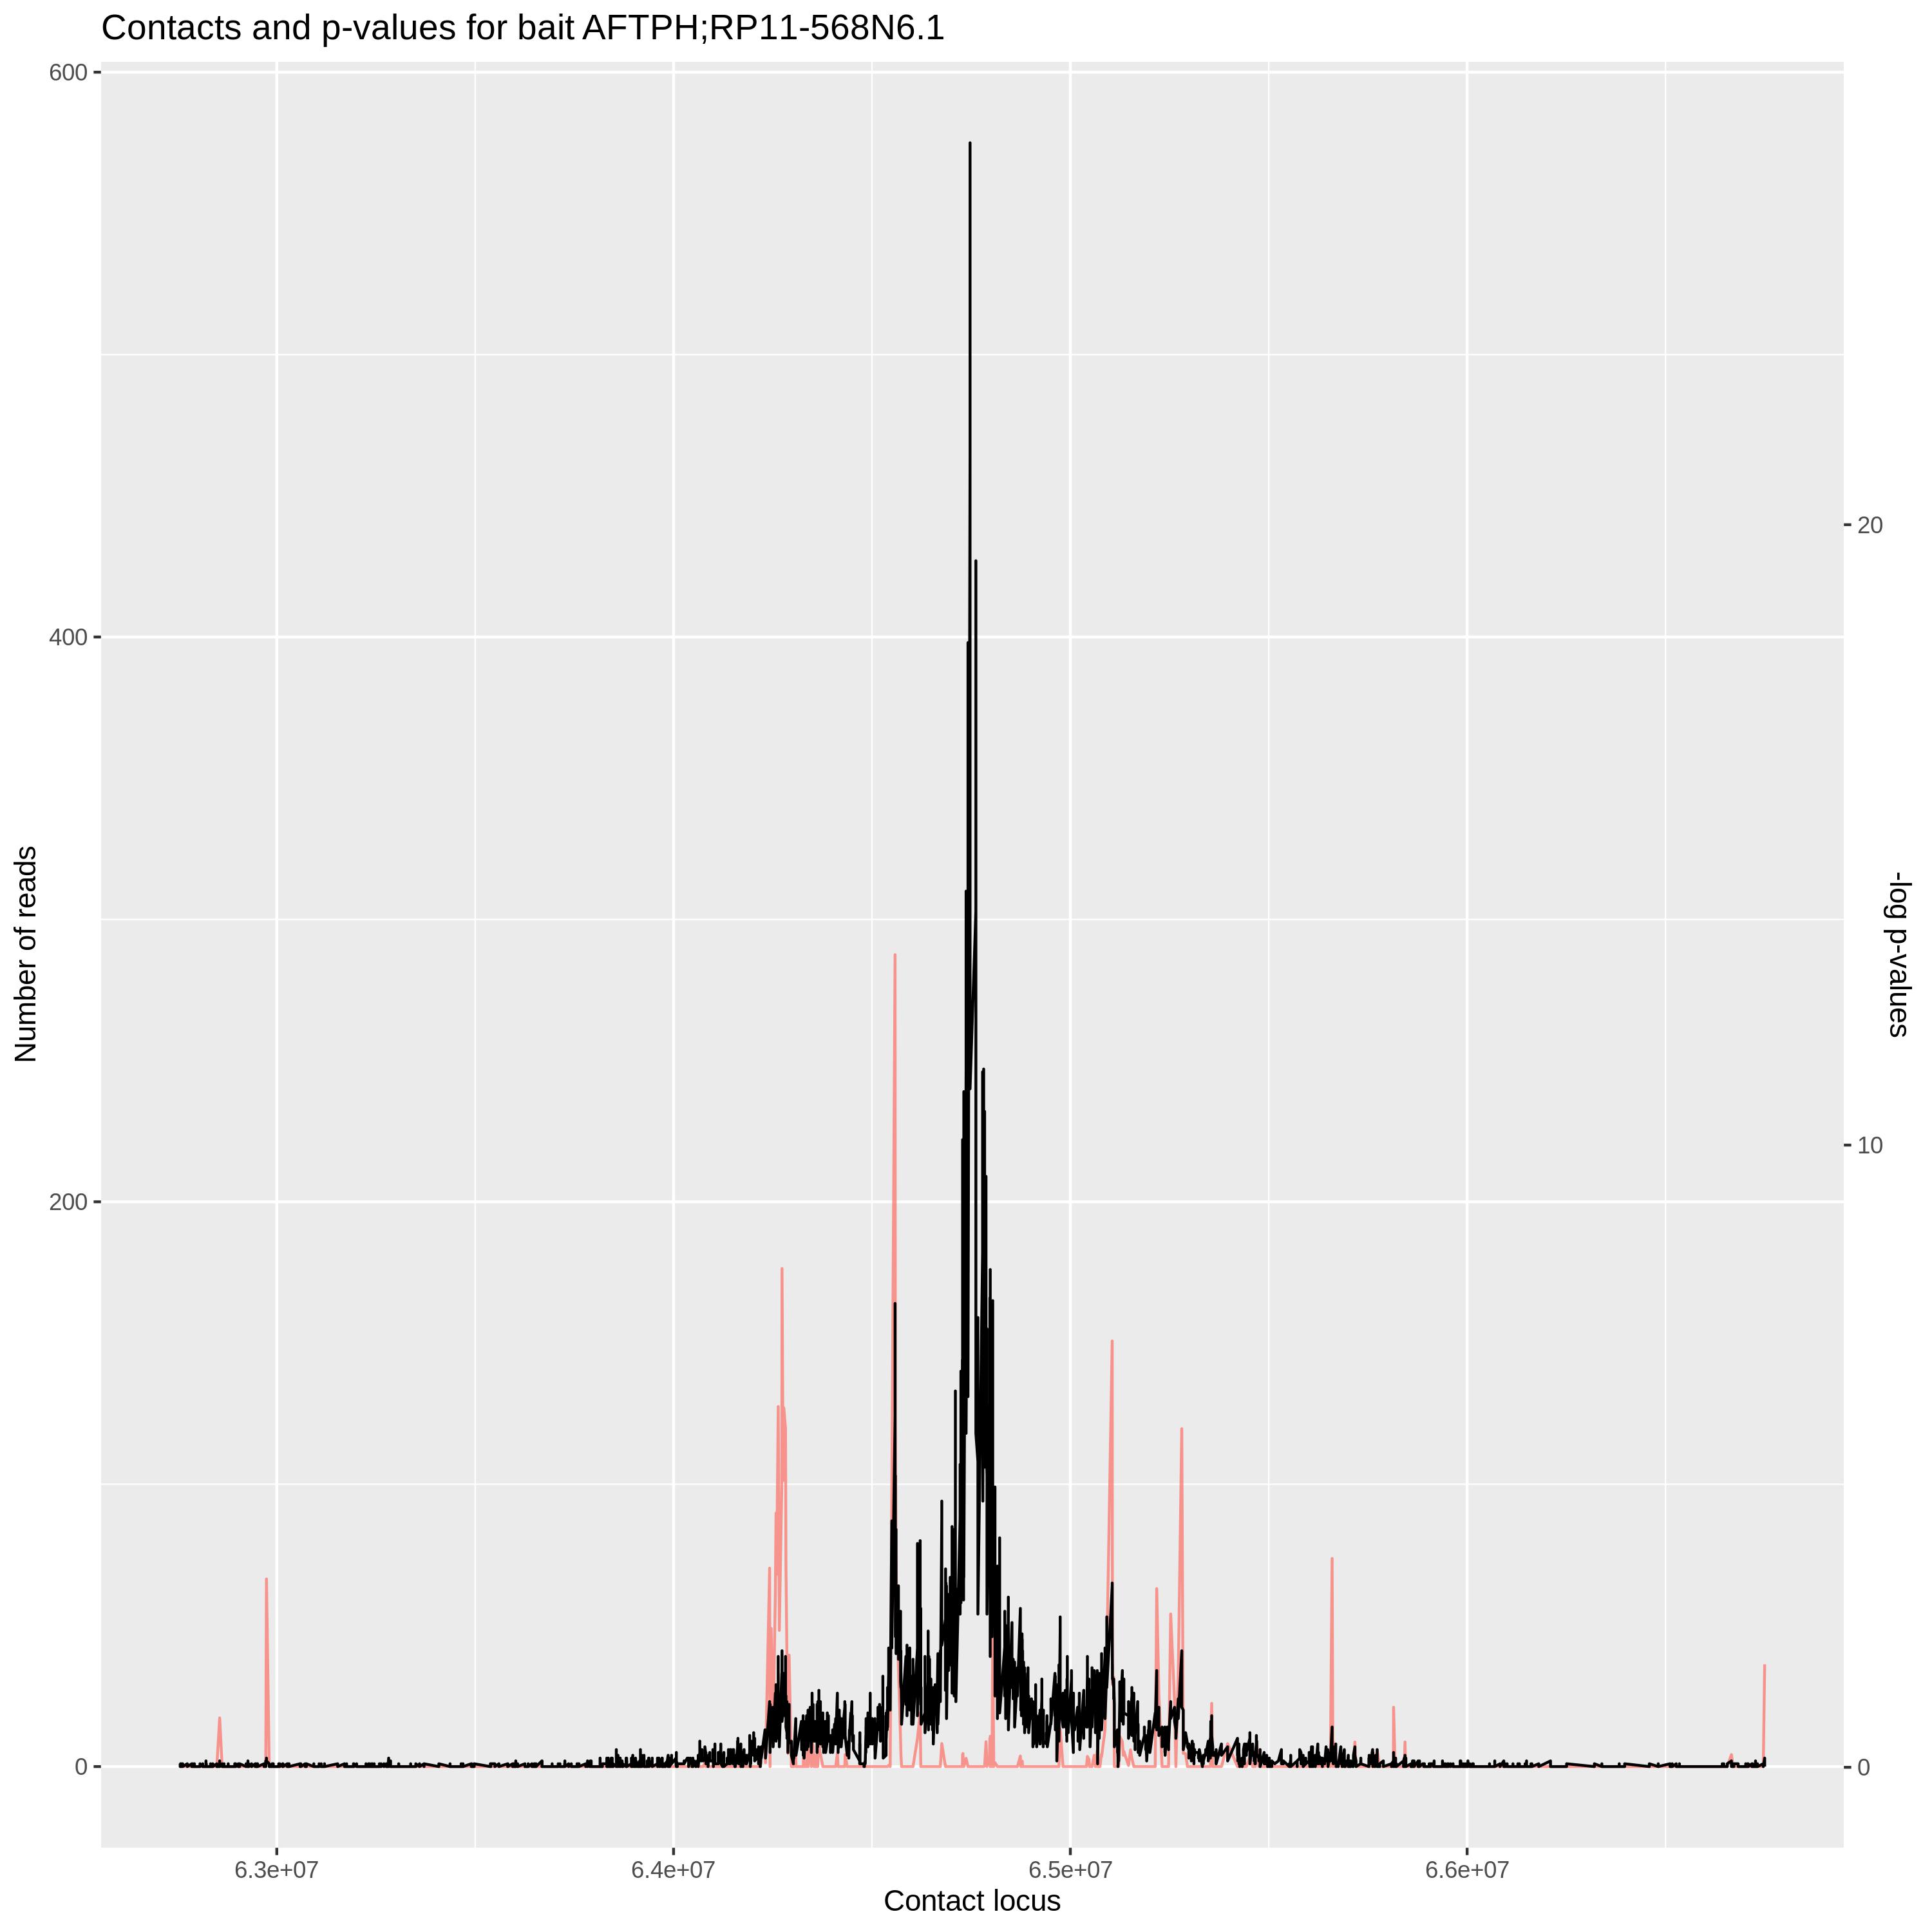 Contacts and p-values for bait AFTPH;RP11-568N6.1
600
400
200
0
Number of reads
20
10
0
-log p-values
6.3e+07
6.4e+07
6.5e+07
6.6e+07
Contact locus